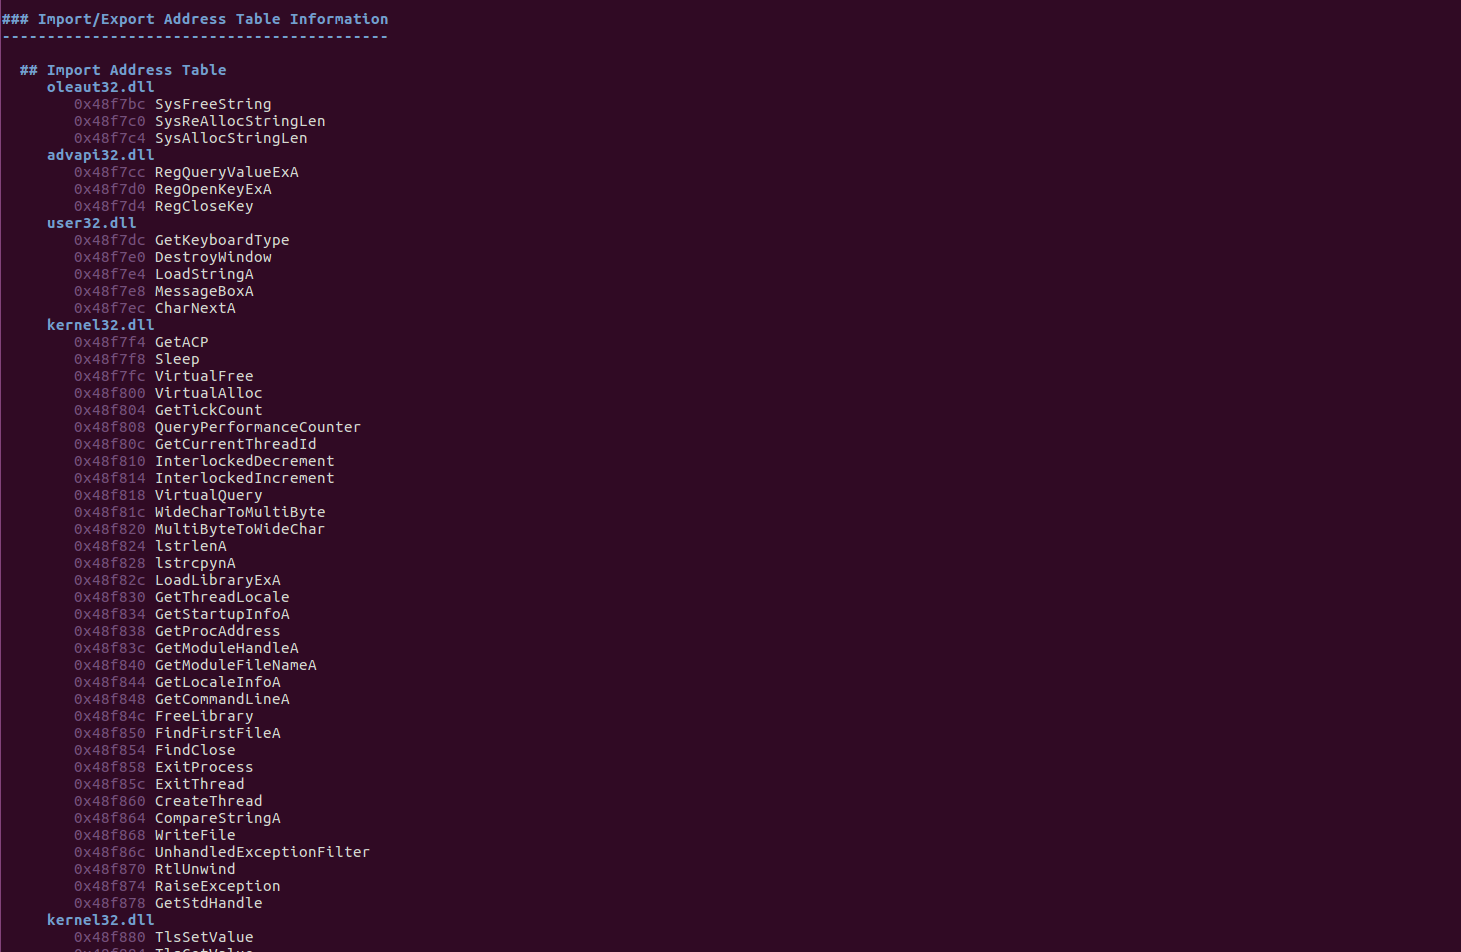 ### Import/Export Address Table Information
-------------------------------------------
## Import Address Table
oleaut32.dll
0x48f7bc SysFreeString
0x48f7c0 SysReAllocStringLen
0x48f7c4 SysAllocStringLen
advapi32.dll
0x48f7cc RegQueryValueExA
0x48f7d0 RegOpenKeyExA
0x48f7d4 RegCloseKey
user32.dll
0x48f7dc GetKeyboardType
0x48f7e0 DestroyWindow
0x48f7e4 LoadStringA
0x48f7e8 MessageBoxA
0x48f7ec CharNextA
kernel32.dll
0x48f7f4 GetACP
0x48f7f8 Sleep
0x48f7fc VirtualFree
0x48f800 VirtualAlloc
0x48f804 GetTickCount
0x48f808 QueryPerformanceCounter
0x48f80c GetCurrentThreadId
0x48f810 InterlockedDecrement
0x48f814 InterlockedIncrement
0x48f818 VirtualQuery
0x48f81c WideCharToMultiByte
0x48f820 MultiByteToWideChar
0x48f824 lstrlenA
0x48f828 lstrcpynA
0x48f82c LoadLibraryExA
0x48f830 GetThreadLocale
0x48f834 GetStartupInfoA
0x48f838 GetProcAddress
0x48f83c GetModuleHandleA
0x48f840 GetModuleFileNameA
0x48f844 GetLocaleInfoA
0x48f848 GetCommandLineA
0x48f84c FreeLibrary
0x48f850 FindFirstFileA
0x48f854 FindClose
0x48f858 ExitProcess
0x48f85c ExitThread
0x48f860 CreateThread
0x48f864 CompareStringA
0x48f868 WriteFile
0x48f86c UnhandledExceptionFilter
0x48f870 RtlUnwind
0x48f874 RaiseException
0x48f878 GetStdHandle
kernel32.dll
0x48f880 TlsSetValue